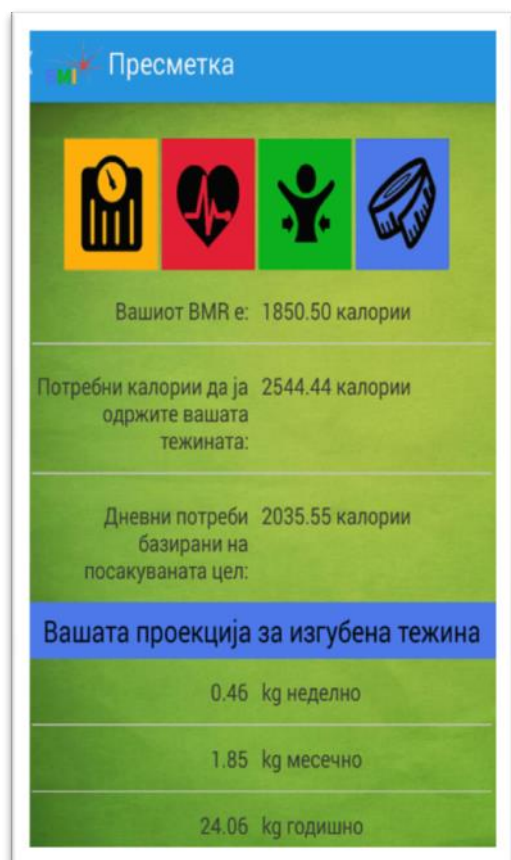 BMI Пресметка
Вашиот BMR е: 1850.50 калории
Потребни калории да ја 2544.44 калории
одржите вашата
тежината:
Дневни потреби 2035.55 калории
базирани на
посакуваната цел:
Вашата проекција за изгубена тежина
0.46 kg неделно
1.85 kg месечно
24.06 kg годишно